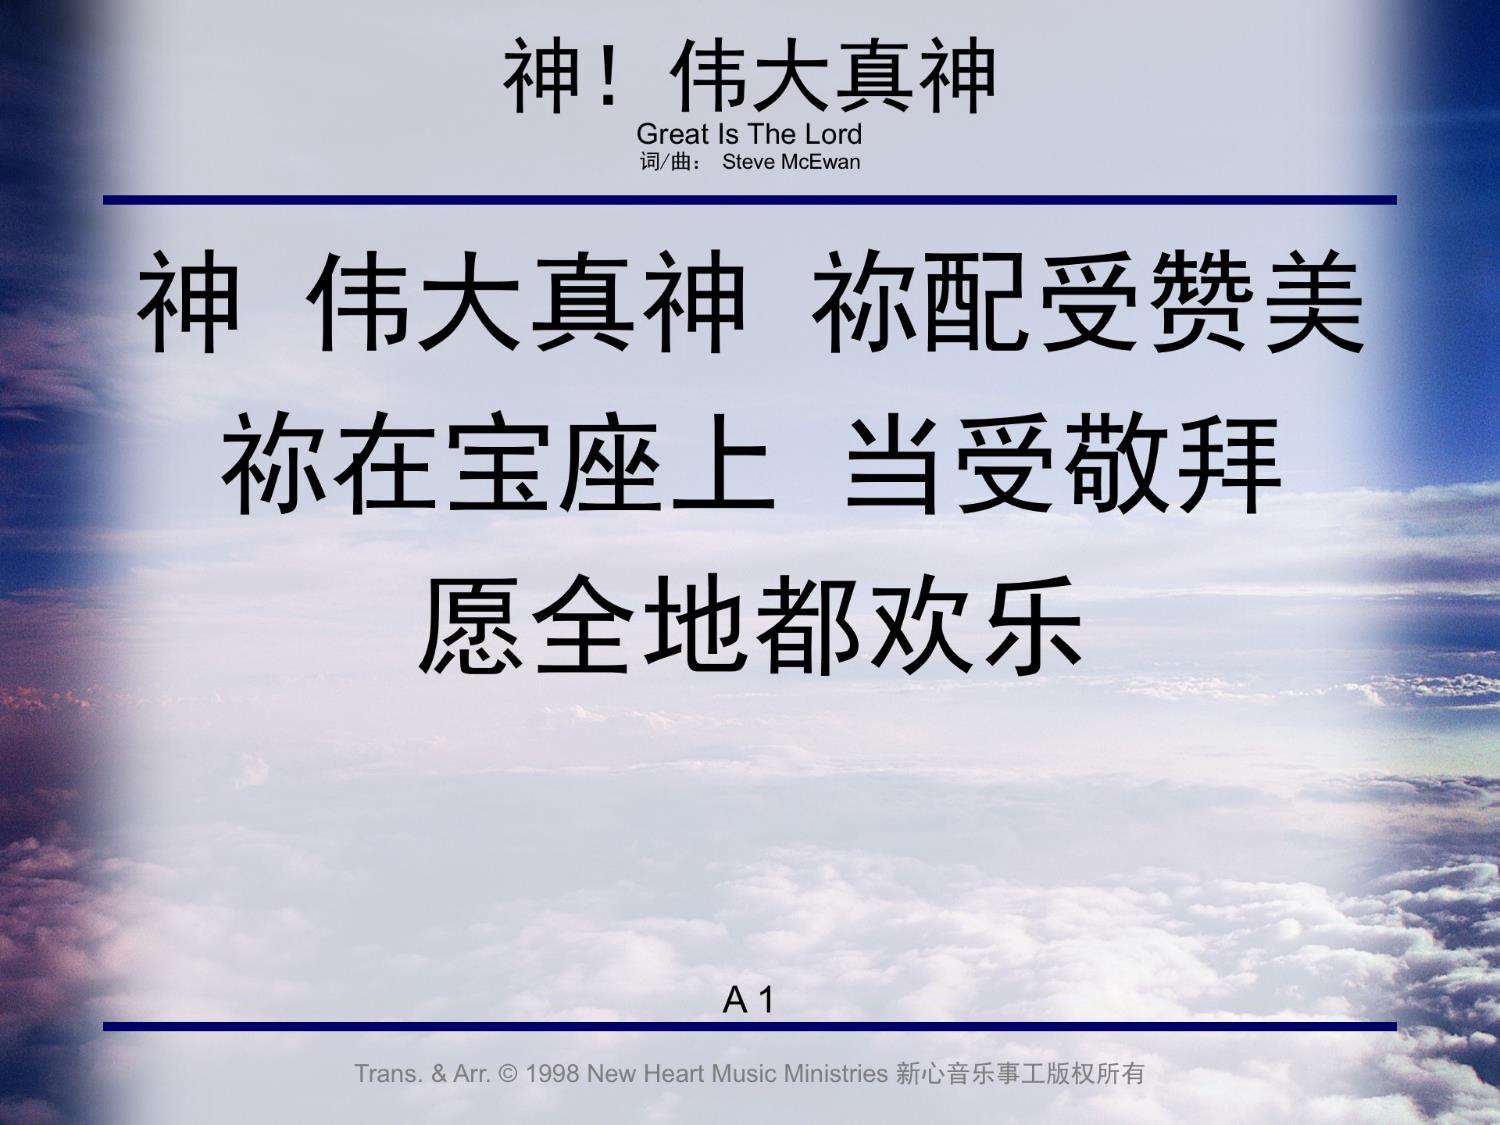 神！伟大真神
Great Is The Lord
词/曲： Steve McEwan
神 伟大真神 祢配受赞美
祢在宝座上 当受敬拜
愿全地都欢乐
A 1
Trans. & Arr. © 1998 New Heart Music Ministries 新心音乐事工版权所有